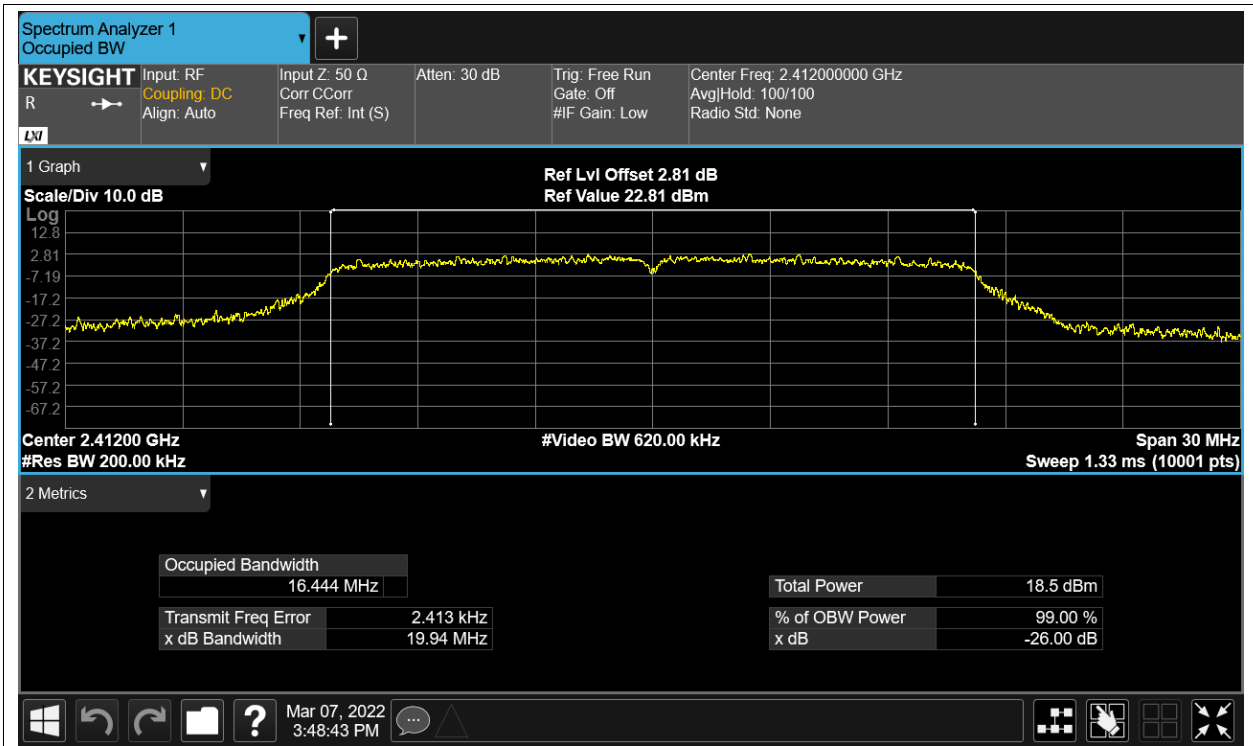 Spectrum Analyzer 1
Occupied BW
KEYSIGHT
R
LXI
Input: RF
Coupling: DC
Align: Auto
Input Z: 50 Ω
Corr CCorr
Freq Ref: Int (S)
Atten: 30 dB
Trig: Free Run
Gate: Off
#IF Gain: Low
Center Freq: 2.412000000 GHz
Avg|Hold: 100/100
Radio Std: None
1 Graph
Scale/Div 10.0 dB
Ref Lvl Offset 2.81 dB
Ref Value 22.81 dBm
Log
12.8
2.81
-7.19
-17.2
-27.2
-37.2
-47.2
-57.2
-67.2
Center 2.41200 GHz
#Video BW 620.00 kHz
Span 30 MHz
#Res BW 200.00 kHz
Sweep 1.33 ms (10001 pts)
2 Metrics
Occupied Bandwidth
16.444 MHz
Total Power 18.5 dBm
Transmit Freq Error 2.413 kHz
% of OBW Power 99.00 %
x dB Bandwidth 19.94 MHz
x dB -26.00 dB
?
Mar 07, 2022
3:48:43 PM